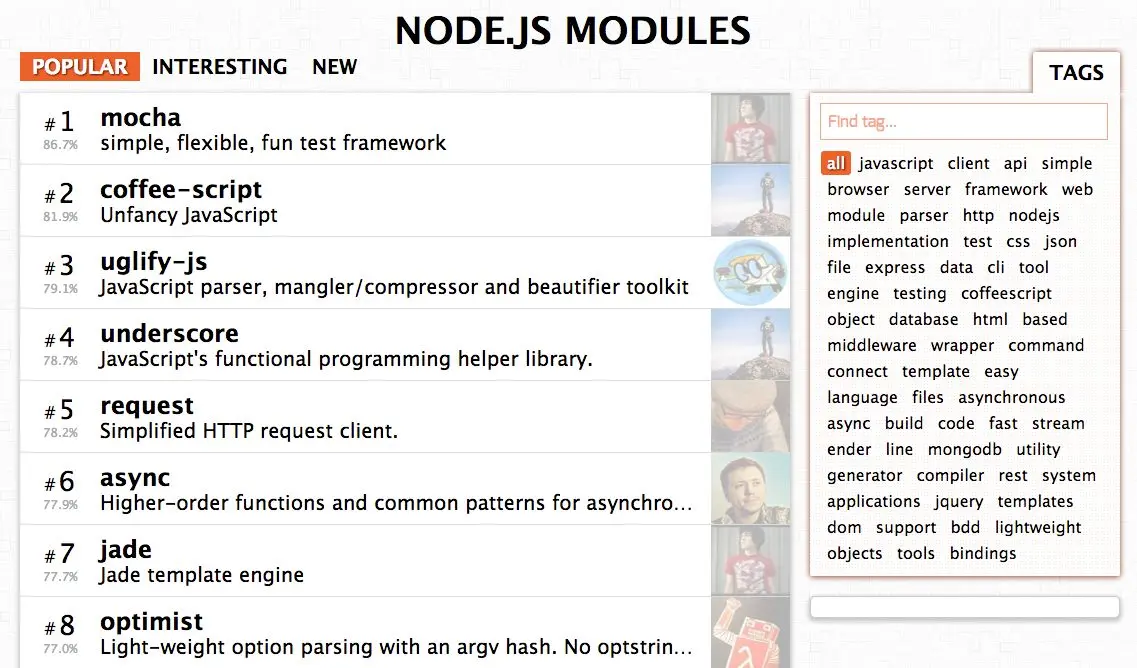 NODE.JS MODULES
POPULAR INTERESTING NEW
#1 mocha
86.7% simple, flexible, fun test framework
#2 coffee-script
81.9% Unfancy JavaScript
#3 uglify-js
79.1% JavaScript parser, mangler/compressor and beautifier toolkit
#4 underscore
78.7% JavaScript's functional programming helper library.
#5 request
78.2% Simplified HTTP request client.
#6 async
77.9% Higher-order functions and common patterns for asynchro...
#7 jade
77.7% Jade template engine
#8 optimist
77.0% Light-weight option parsing with an argv hash. No optstrin...
TAGS
Find tag...
all javascript client api simple
browser server framework web
module parser http nodejs
implementation test css json
file express data cli tool
engine testing coffeescript
object database html based
middleware wrapper command
connect template easy
language files asynchronous
async build code fast stream
ender line mongodb utility
generator compiler rest system
applications jquery templates
dom support bdd lightweight
objects tools bindings